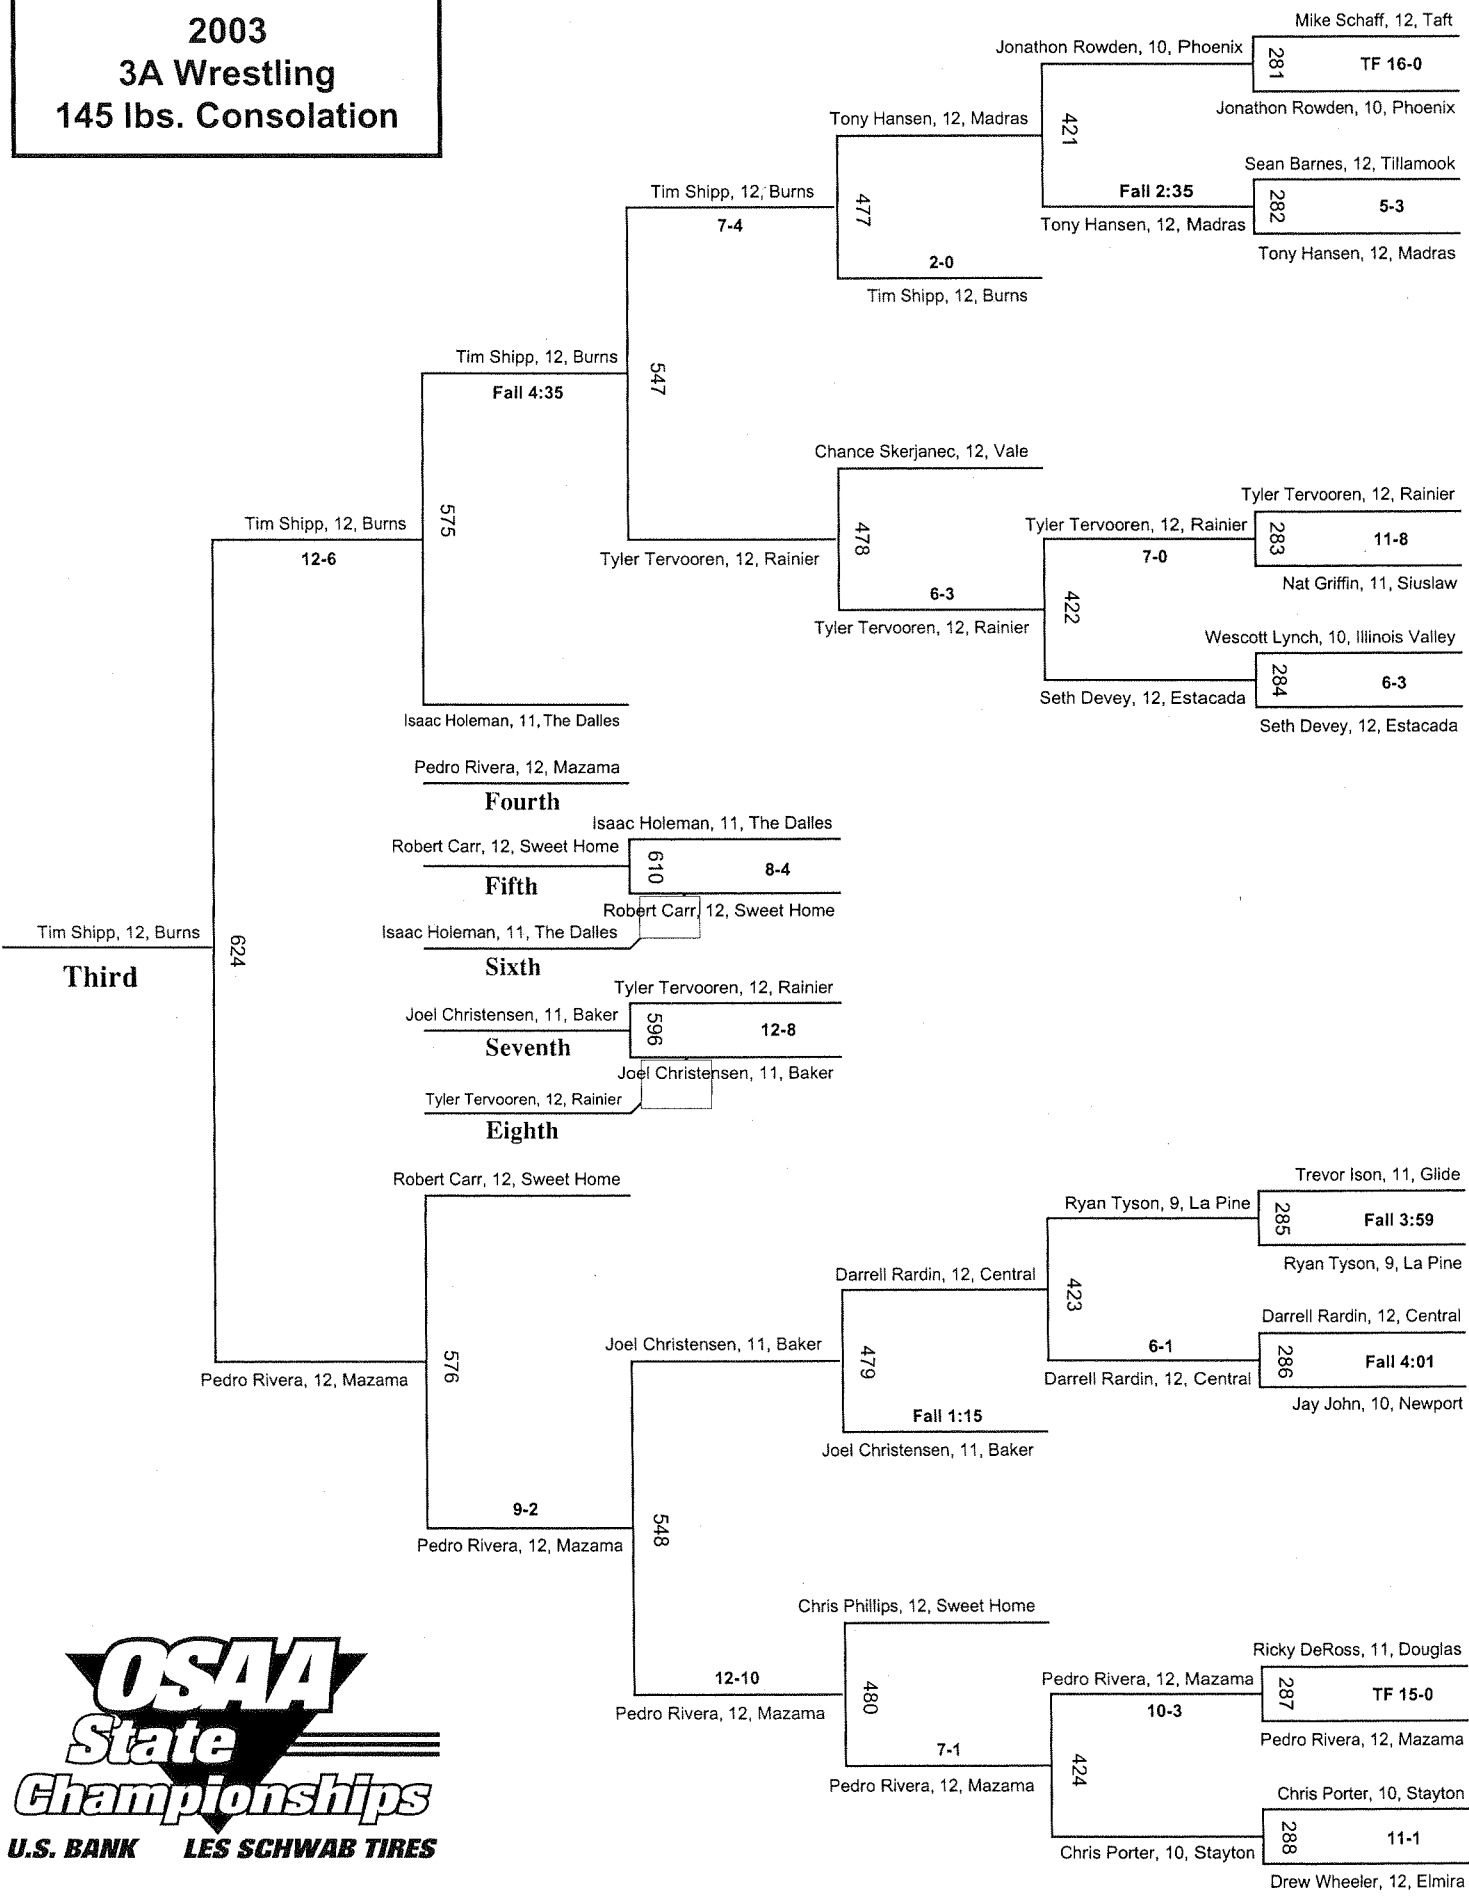 2003
3A Wrestling
145 lbs. Consolation
Mike Schaff, 12, Taft
Jonathon Rowden, 10, Phoenix
281
TF 16-0
Jonathon Rowden, 10, Phoenix
Tony Hansen, 12, Madras
421
Sean Barnes, 12, Tillamook
Fall 2:35
282
5-3
Tony Hansen, 12, Madras
Tony Hansen, 12, Madras
Tim Shipp, 12, Burns
7-4
477
2-0
Tim Shipp, 12, Burns
Tim Shipp, 12, Burns
Fall 4:35
547
Chance Skerjanec, 12, Vale
Tyler Tervooren, 12, Rainier
Tyler Tervooren, 12, Rainier
283
11-8
7-0
Nat Griffin, 11, Siuslaw
478
Tyler Tervooren, 12, Rainier
6-3
Tyler Tervooren, 12, Rainier
422
Wescott Lynch, 10, Illinois Valley
284
6-3
Seth Devey, 12, Estacada
Seth Devey, 12, Estacada
Tim Shipp, 12, Burns
12-6
575
Isaac Holeman, 11, The Dalles
Pedro Rivera, 12, Mazama
Fourth
Isaac Holeman, 11, The Dalles
Robert Carr, 12, Sweet Home
610
8-4
Fifth
Robert Carr, 12, Sweet Home
Isaac Holeman, 11, The Dalles
Sixth
Tim Shipp, 12, Burns
624
Third
Tyler Tervooren, 12, Rainier
Joel Christensen, 11, Baker
596
12-8
Seventh
Joel Christensen, 11, Baker
Tyler Tervooren, 12, Rainier
Eighth
Robert Carr, 12, Sweet Home
Trevor Ison, 11, Glide
Ryan Tyson, 9, La Pine
285
Fall 3:59
Ryan Tyson, 9, La Pine
Darrell Rardin, 12, Central
423
Darrell Rardin, 12, Central
6-1
286
Fall 4:01
Darrell Rardin, 12, Central
Jay John, 10, Newport
Joel Christensen, 11, Baker
479
Fall 1:15
Joel Christensen, 11, Baker
Pedro Rivera, 12, Mazama
576
9-2
Pedro Rivera, 12, Mazama
548
Chris Phillips, 12, Sweet Home
Ricky DeRoss, 11, Douglas
Pedro Rivera, 12, Mazama
287
TF 15-0
10-3
Pedro Rivera, 12, Mazama
12-10
Pedro Rivera, 12, Mazama
480
7-1
Pedro Rivera, 12, Mazama
424
Chris Porter, 10, Stayton
288
11-1
Chris Porter, 10, Stayton
Drew Wheeler, 12, Elmira
OSAA
State
Championships
U.S. BANK LES SCHWAB TIRES